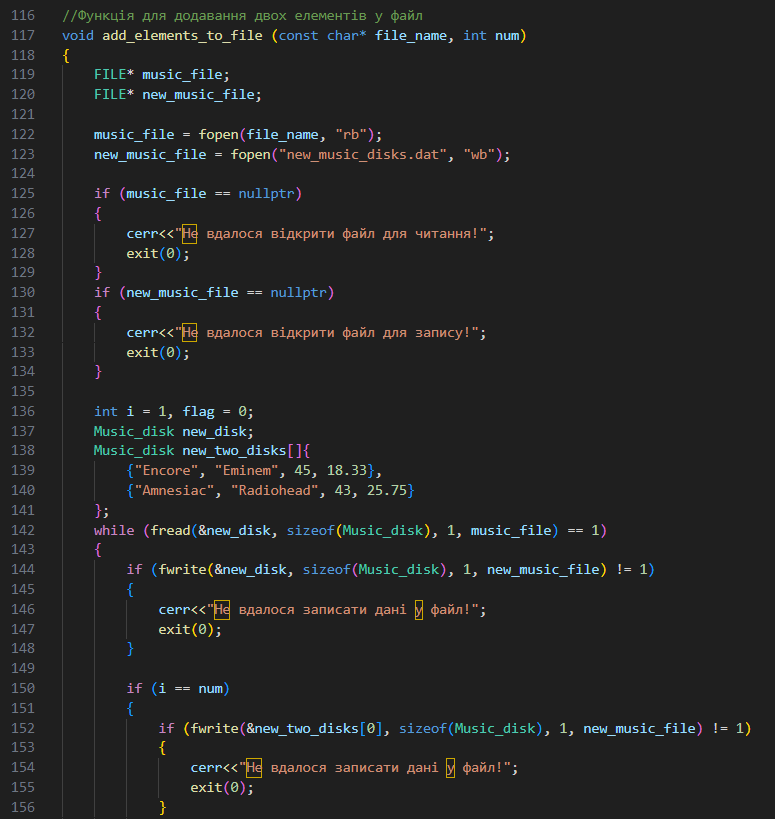 116 //Функція для додавання двох елементів у файл
117 void add_elements_to_file (const char* file_name, int num)
118 {
119     FILE* music_file;
120     FILE* new_music_file;
121
122     music_file = fopen(file_name, "rb");
123     new_music_file = fopen("new_music_disks.dat", "wb");
124
125     if (music_file == nullptr)
126     {
127         cerr<<"Не вдалося відкрити файл для читання!";
128         exit(0);
129     }
130     if (new_music_file == nullptr)
131     {
132         cerr<<"Не вдалося відкрити файл для запису!";
133         exit(0);
134     }
135
136     int i = 1, flag = 0;
137     Music_disk new_disk;
138     Music_disk new_two_disks[]{
139         {"Encore", "Eminem", 45, 18.33},
140         {"Amnesiac", "Radiohead", 43, 25.75}
141     };
142     while (fread(&new_disk, sizeof(Music_disk), 1, music_file) == 1)
143     {
144         if (fwrite(&new_disk, sizeof(Music_disk), 1, new_music_file) != 1)
145         {
146             cerr<<"Не вдалося записати дані у файл!";
147             exit(0);
148         }
149
150         if (i == num)
151         {
152             if (fwrite(&new_two_disks[0], sizeof(Music_disk), 1, new_music_file) != 1)
153             {
154                 cerr<<"Не вдалося записати дані у файл!";
155                 exit(0);
156             }